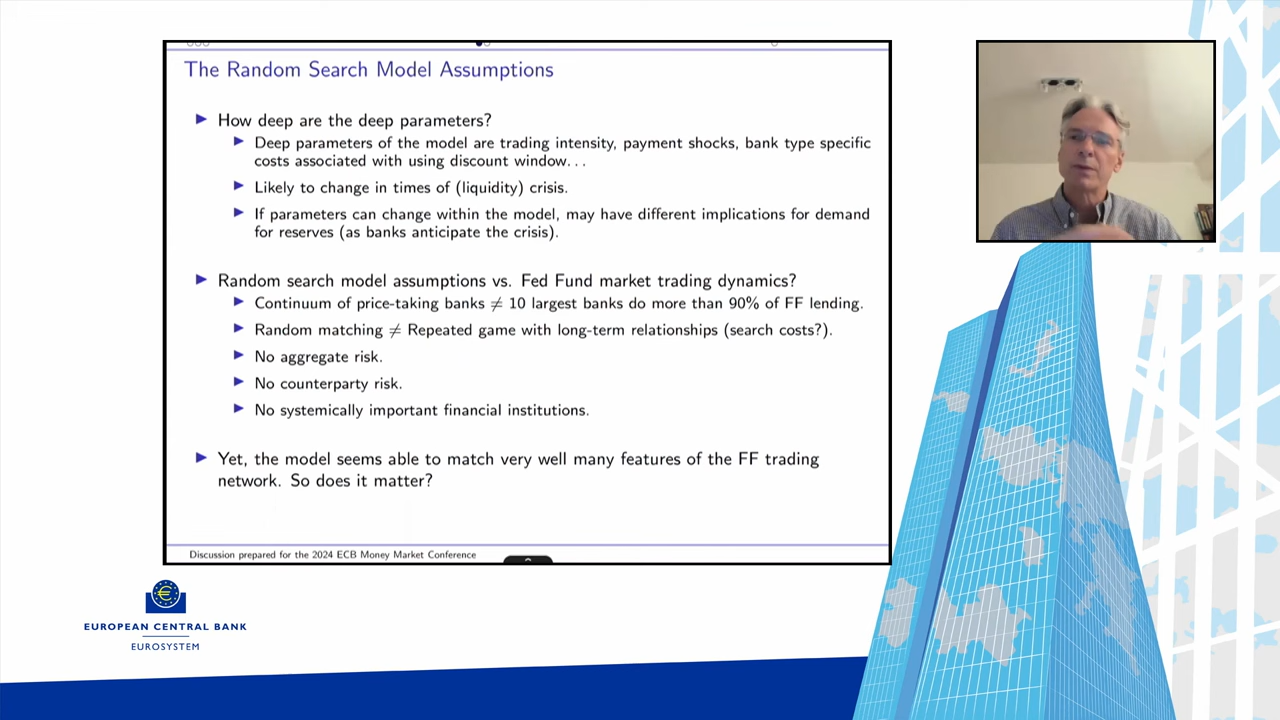 The Random Search Model Assumptions
How deep are the deep parameters?
Deep parameters of the model are trading intensity, payment shocks, bank type specific
costs associated with using discount window. . .
Likely to change in times of (liquidity) crisis.
If parameters can change within the model, may have different implications for demand
for reserves (as banks anticipate the crisis).
Random search model assumptions vs. Fed Fund market trading dynamics?
Continuum of price-taking banks ≠ 10 largest banks do more than 90% of FF lending.
Random matching ≠ Repeated game with long-term relationships (search costs?).
No aggregate risk.
No counterparty risk.
No systemically important financial institutions.
Yet, the model seems able to match very well many features of the FF trading
network. So does it matter?
Discussion prepared for the 2024 ECB Money Market Conference
EUROPEAN CENTRAL BANK
EUROSYSTEM